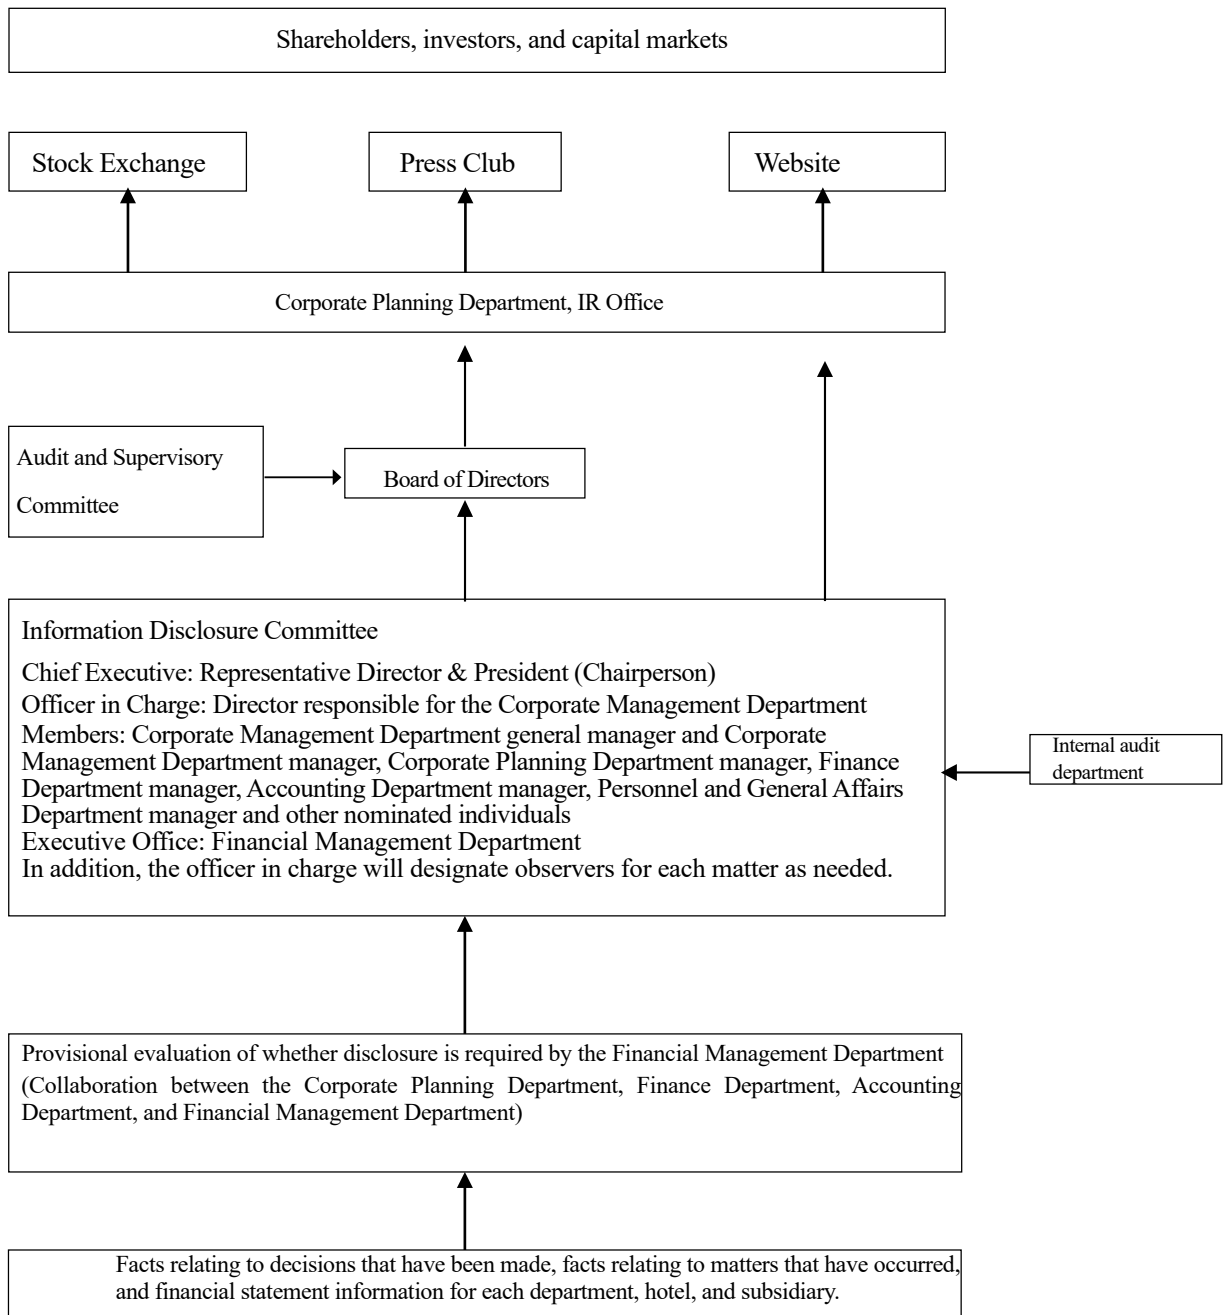 Shareholders, investors, and capital markets
Stock Exchange
Press Club
Website
Corporate Planning Department, IR Office
Audit and Supervisory
Committee
Board of Directors
Information Disclosure Committee
Chief Executive: Representative Director & President (Chairperson)
Officer in Charge: Director responsible for the Corporate Management Department
Members: Corporate Management Department general manager and Corporate
Management Department manager, Corporate Planning Department manager, Finance
Department manager, Accounting Department manager, Personnel and General Affairs
Department manager and other nominated individuals
Executive Office: Financial Management Department
In addition, the officer in charge will designate observers for each matter as needed.
Internal audit
department
Provisional evaluation of whether disclosure is required by the Financial Management Department
(Collaboration between the Corporate Planning Department, Finance Department, Accounting
Department, and Financial Management Department)
Facts relating to decisions that have been made, facts relating to matters that have occurred,
and financial statement information for each department, hotel, and subsidiary.